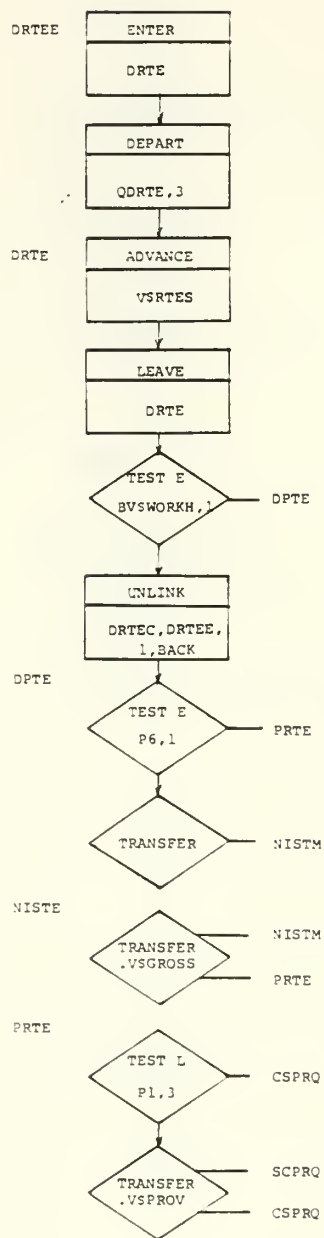 DRTEE
ENTER
DRTE
DEPART
QDRTE,3
DRTE
ADVANCE
VSRTES
LEAVE
DRTE
TEST E
BVSWORKH,1
DPTE
UNLINK
DRTEC,DRTEE,
1,BACK
DPTE
TEST E
P6,1
PRTE
TRANSFER
NISTM
NISTE
NISTM
TRANSFER
.VSGROSS
PRTE
PRTE
TEST L
P1,3
CSPRQ
SCPRQ
TRANSFER
.VSPROV
CSPRQ